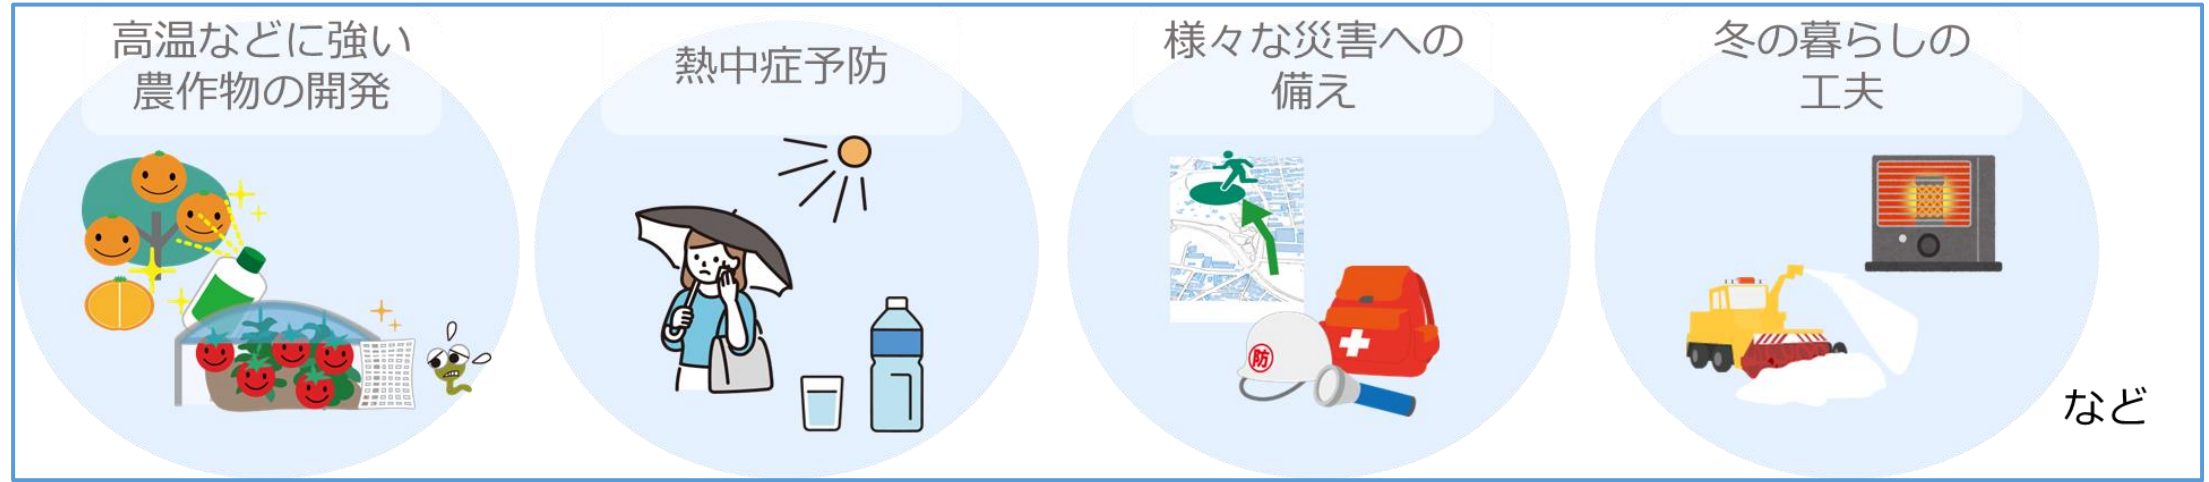 高温などに強い
農作物の開発
熱中症予防
様々な災害への
備え
冬の暮らしの
工夫
防
など